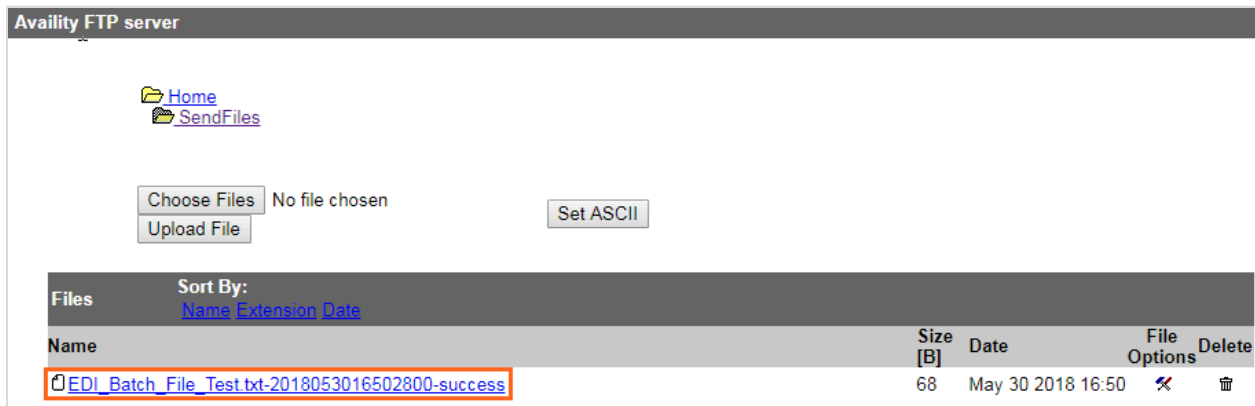 Availity FTP server
Home
SendFiles
Choose Files No file chosen
Upload File
Set ASCII
Files
Sort By:
Name Extension Date
Name
Size [B]
Date
File Options
Delete
EDI_Batch_File_Test.txt-2018053016502800-success 68 May 30 2018 16:50